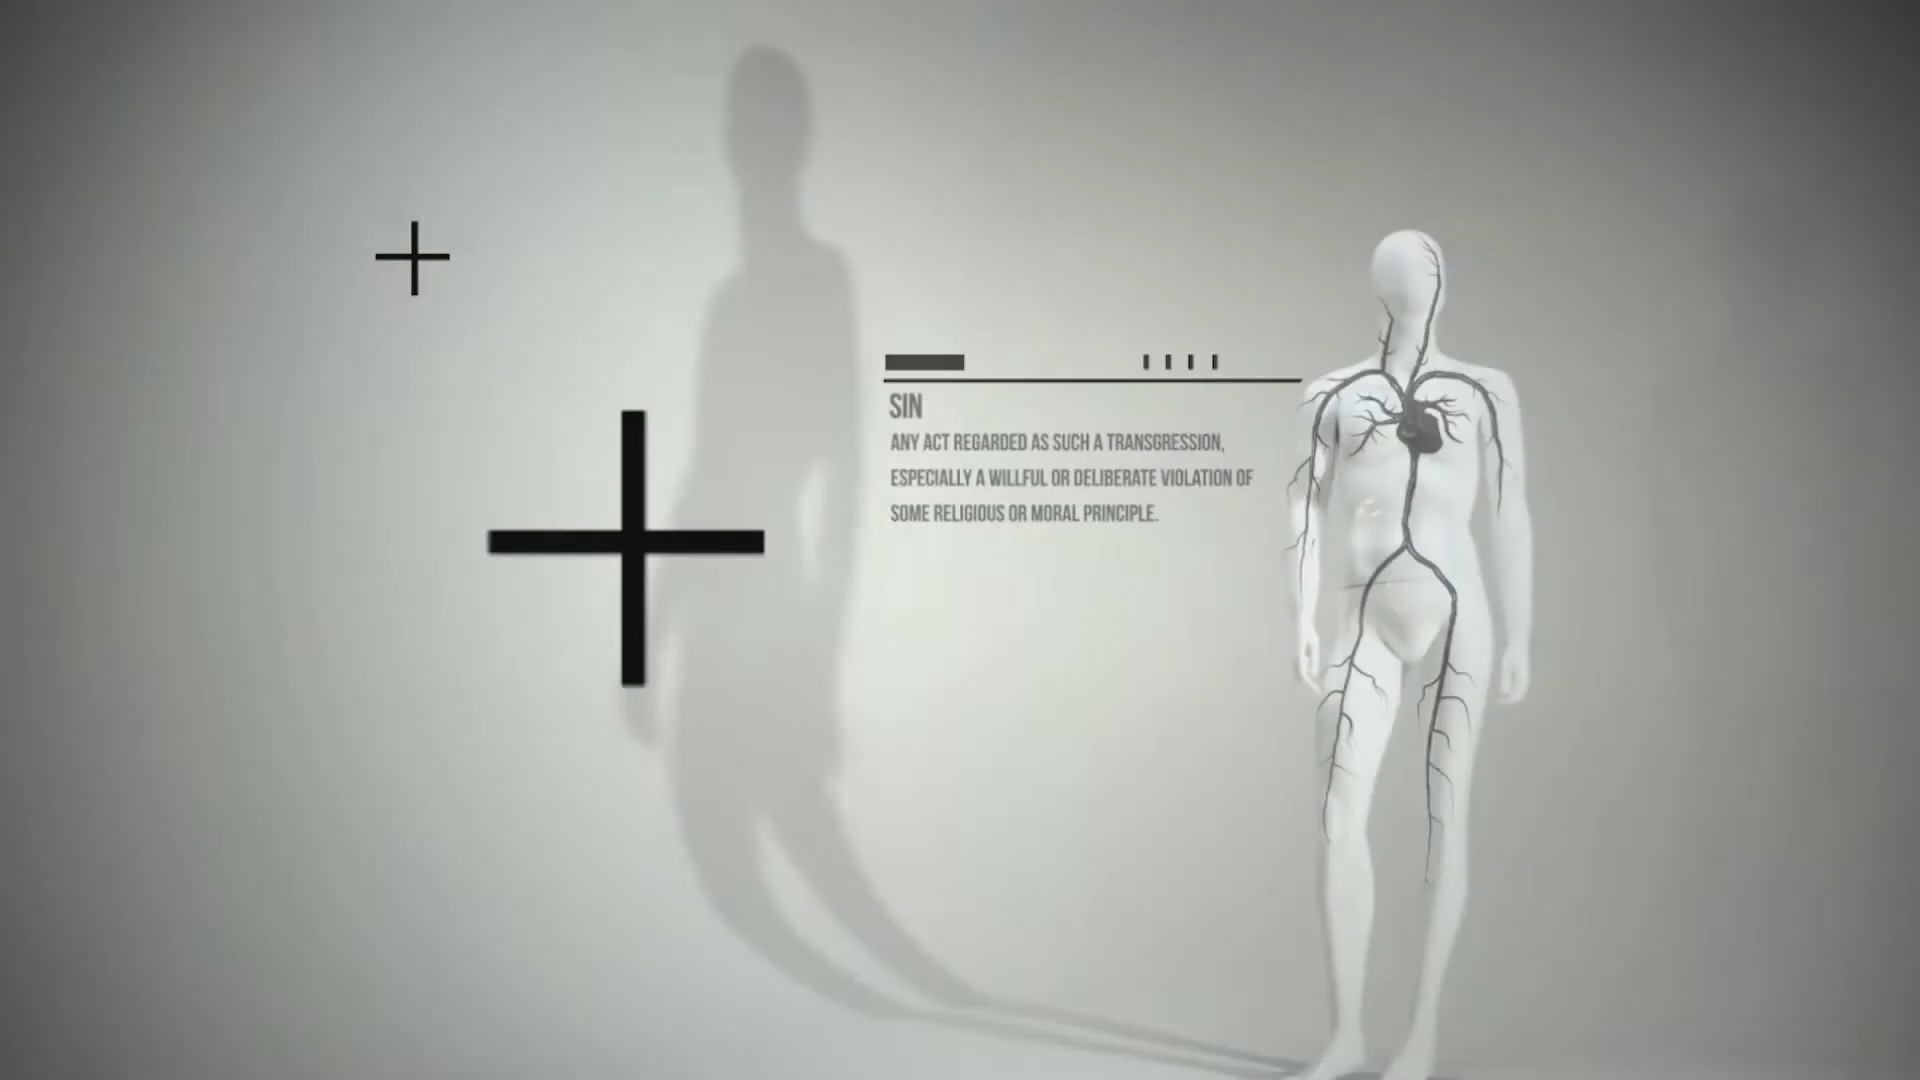 SIN
ANY ACT REGARDED AS SUCH A TRANSGRESSION,
ESPECIALLY A WILLFUL OR DELIBERATE VIOLATION OF
SOME RELIGIOUS OR MORAL PRINCIPLE.